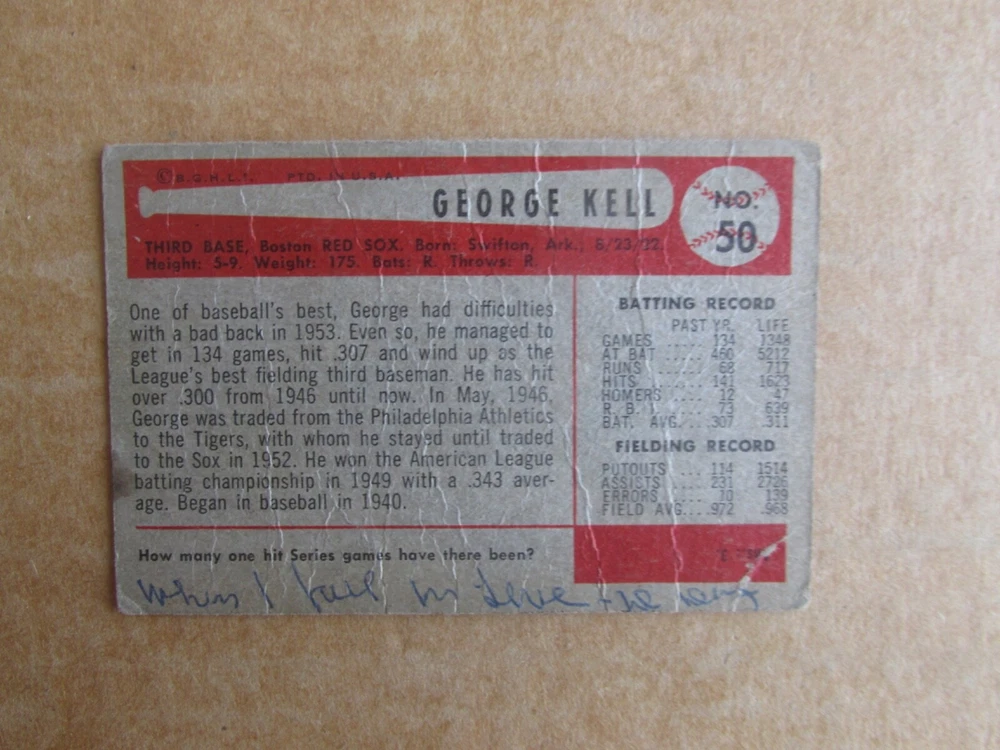 © B.G.H.L.I. PTD. IN U.S.A.
GEORGE KELL
NO.
50
THIRD BASE, Boston RED SOX. Born: Swifton, Ark.; 8/23/22.
Height: 5-9. Weight: 175. Bats: R. Throws: R.
One of baseball's best, George had difficulties
with a bad back in 1953. Even so, he managed to
get in 134 games, hit .307 and wind up as the
League's best fielding third baseman. He has hit
over .300 from 1946 until now. In May, 1946,
George was traded from the Philadelphia Athletics
to the Tigers, with whom he stayed until traded
to the Sox in 1952. He won the American League
batting championship in 1949 with a .343 aver-
age. Began in baseball in 1940.
BATTING RECORD
PAST YR. LIFE
GAMES ..... 134 1348
AT BAT ..... 460 5212
RUNS ...... 68 717
HITS ...... 141 1623
HOMERS .... 12 47
R. B. I. ..... 73 639
BAT. AVG. ...307 .311
FIELDING RECORD
PUTOUTS ... 114 1514
ASSISTS .... 231 2726
ERRORS .... 10 139
FIELD AVG....972 .968
How many one hit Series games have there been?
When I fall in love